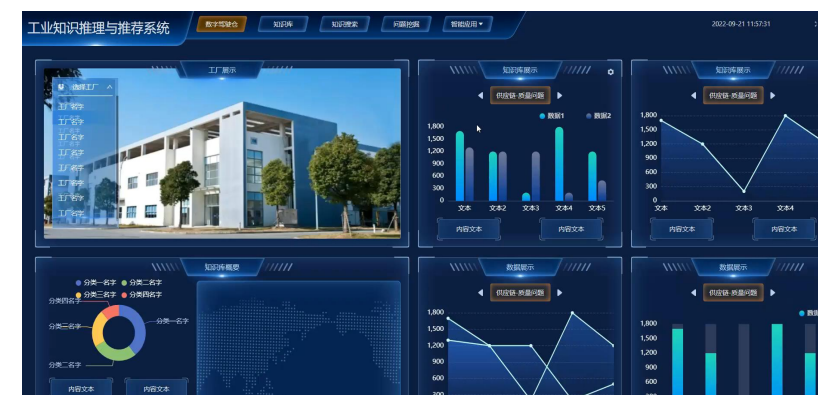 工业知识推理与推荐系统
数字驾驶仓 知识库 知识搜索 问题挖掘 智能应用
2022-09-21 11:57:31
工厂展示
选择工厂
工厂名字
工厂名字
工厂名字
工厂名字
工厂名字
工厂名字
工厂名字
工厂名字
知识库展示
供应链-质量问题
数据1 数据2
1,800
1,500
1,200
900
600
300
0
文本 文本2 文本3 文本4 文本5
内容文本 内容文本
知识库展示
供应链-质量问题
1,800
1,500
1,200
900
600
300
0
文本 文本2 文本3 文本4
内容文本 内容文本
知识库概要
分类一名字 分类二名字
分类三名字 分类四名字
分类四名字
分类一名字
分类三名字
分类二名字
内容文本 内容文本
数据展示
供应链-质量问题
1,800
1,500
1,200
900
600
300
数据展示
供应链-质量问题
数据
1,800
1,500
1,200
900
600